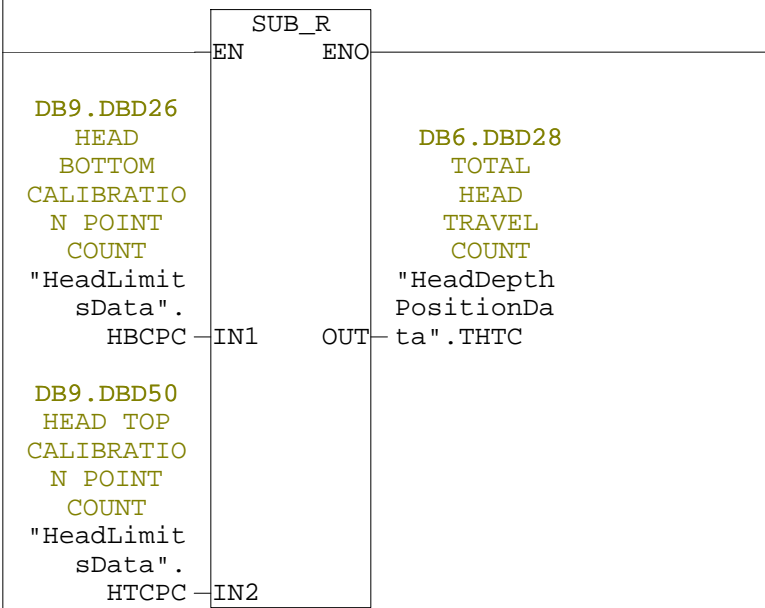 SUB_R
EN ENO
DB9.DBD26
HEAD
BOTTOM
CALIBRATIO
N POINT
COUNT
"HeadLimit
sData".
HBCPC IN1
DB6.DBD28
TOTAL
HEAD
TRAVEL
COUNT
"HeadDepth
PositionDa
OUT ta".THTC
DB9.DBD50
HEAD TOP
CALIBRATIO
N POINT
COUNT
"HeadLimit
sData".
HTCPC IN2